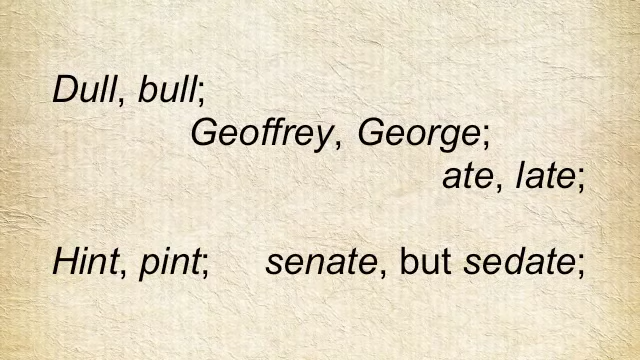 Dull, bull;
Geoffrey, George;
ate, late;
Hint, pint; senate, but sedate;